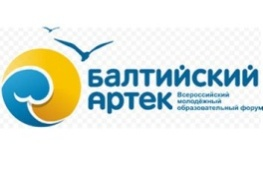 БАЛТИЙСКИЙ
АРТЕК
Всероссийский
молодёжный
образовательный форум